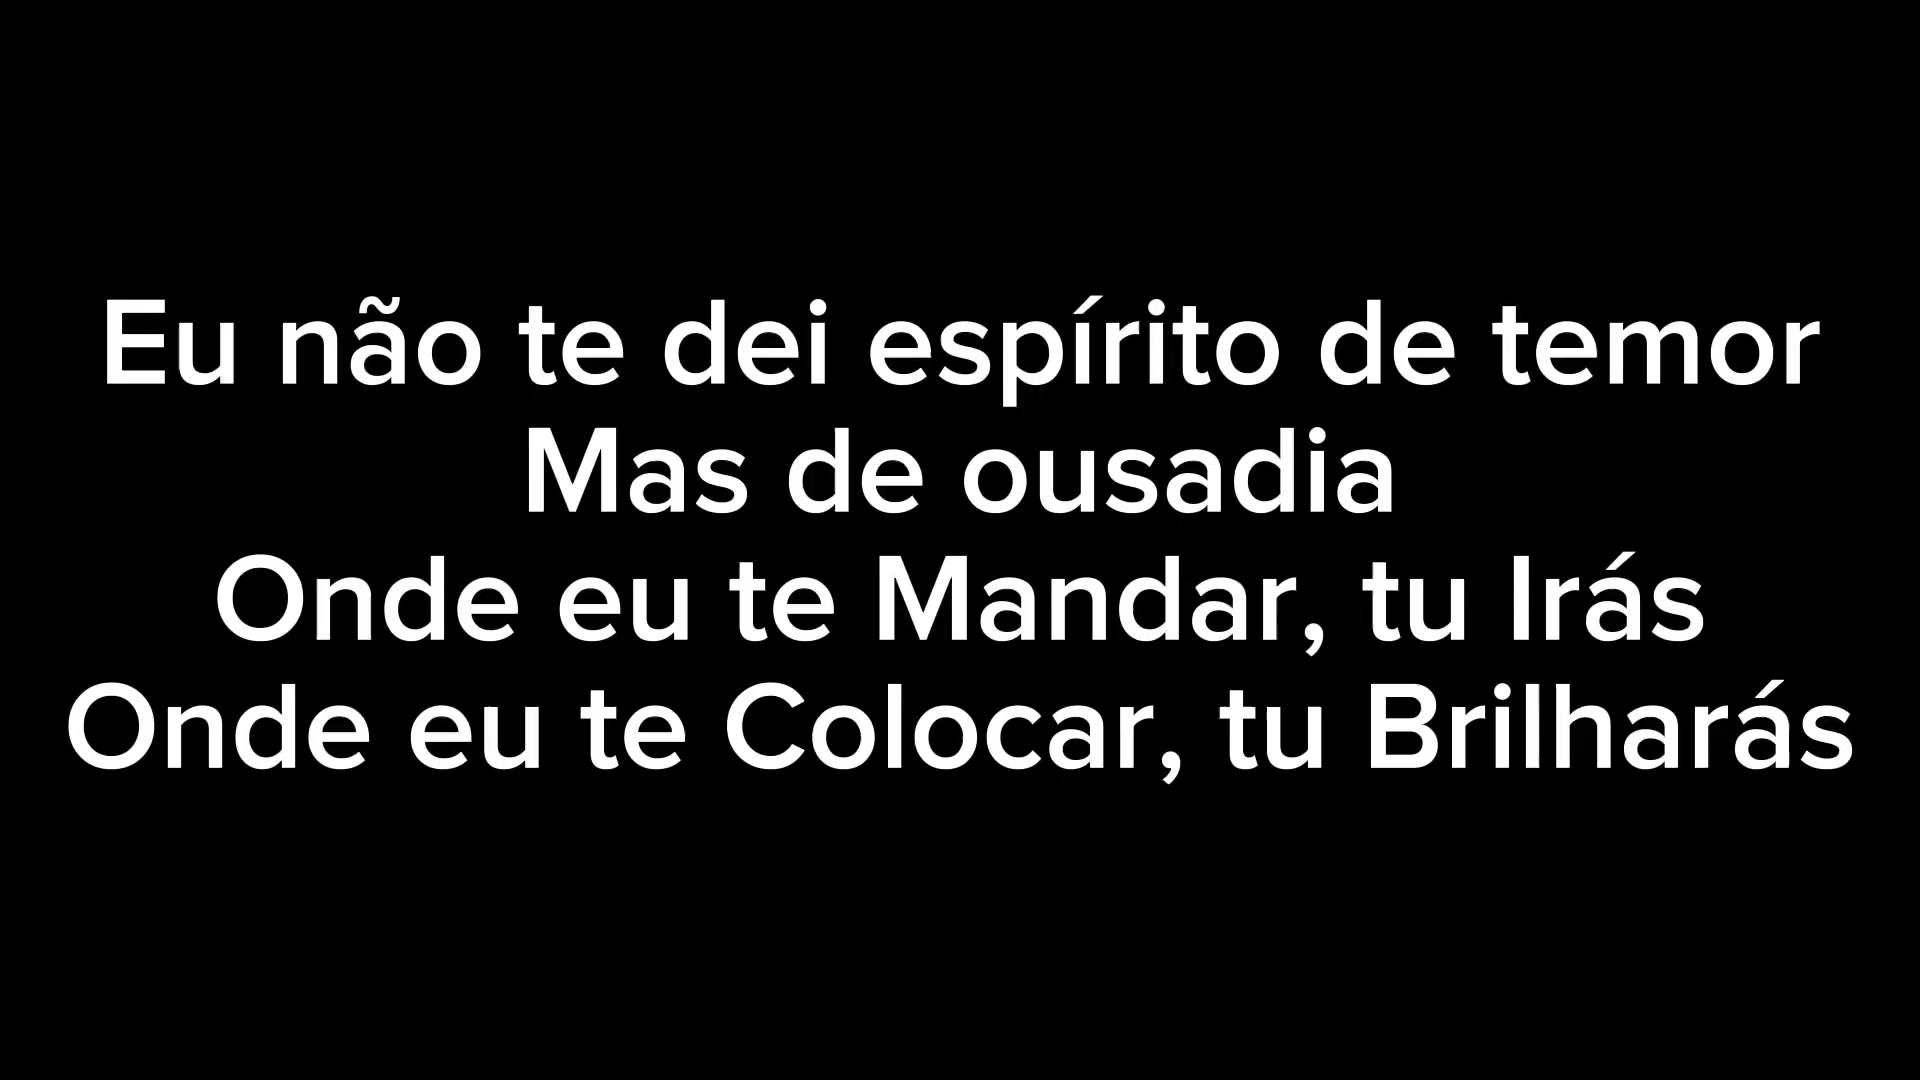 Eu não te dei espírito de temor
Mas de ousadia
Onde eu te Mandar, tu Irás
Onde eu te Colocar, tu Brilharás